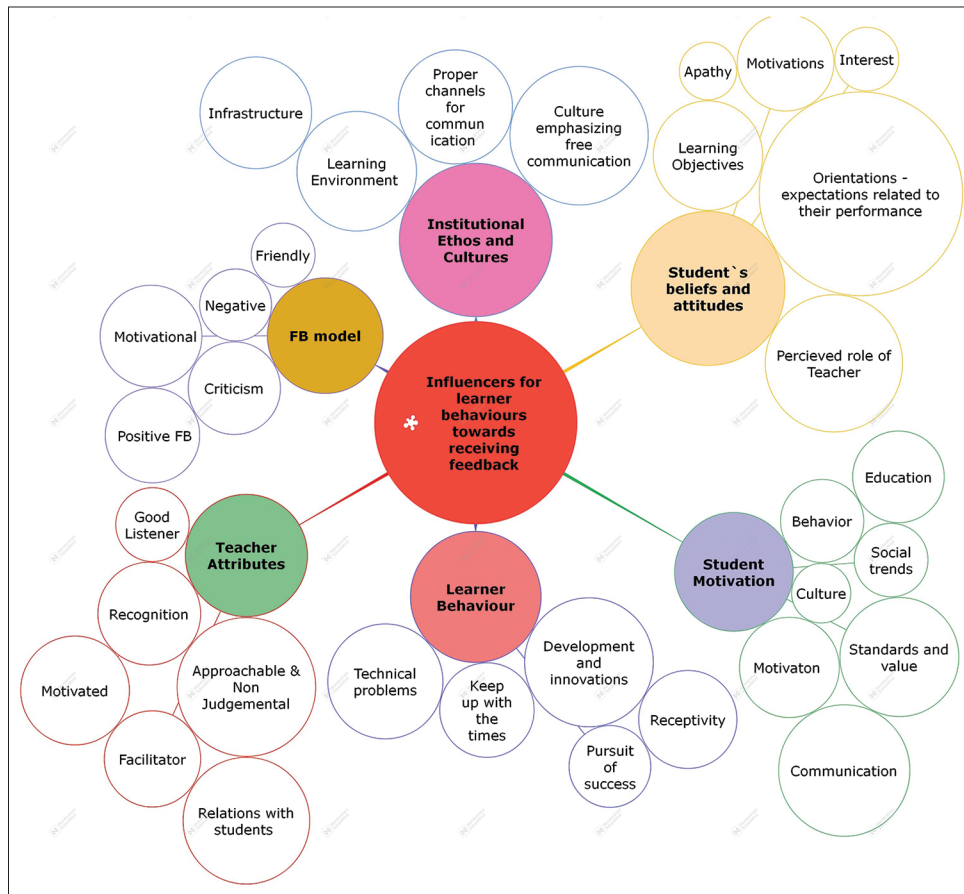 Infrastructure
Learning
Environment
Proper
channels
for
commun
ication
Culture
emphasizing
free
communication
Institutional
Ethos and
Cultures
Apathy
Motivations
Interest
Learning
Objectives
Orientations -
expectations related to
their performance
Student`s
beliefs and
attitudes
Percieved role of
Teacher
Friendly
Negative
Motivational
Criticism
Positive FB
FB model
Influencers for
learner
behaviours
towards
receiving
feedback
Good
Listener
Teacher
Attributes
Recognition
Motivated
Approachable & Non
Judgemental
Facilitator
Relations with
students
Learner
Behaviour
Technical
problems
Keep
up with
the
times
Development
and
innovations
Receptivity
Pursuit
of
success
Student
Motivation
Education
Behavior
Social
trends
Culture
Standards and
value
Motivaton
Communication